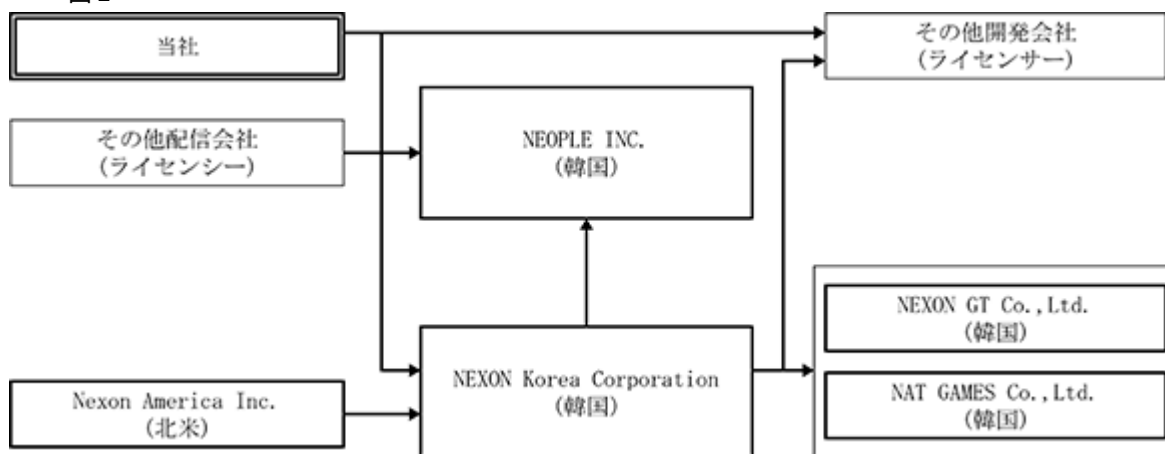 当社
その他開発会社
(ライセンサー)
その他配信会社
(ライセンシー)
NEOPLE INC.
(韓国)
NEXON GT Co.,Ltd.
(韓国)
NEXON Korea Corporation
(韓国)
Nexon America Inc.
(北米)
NAT GAMES Co.,Ltd.
(韓国)